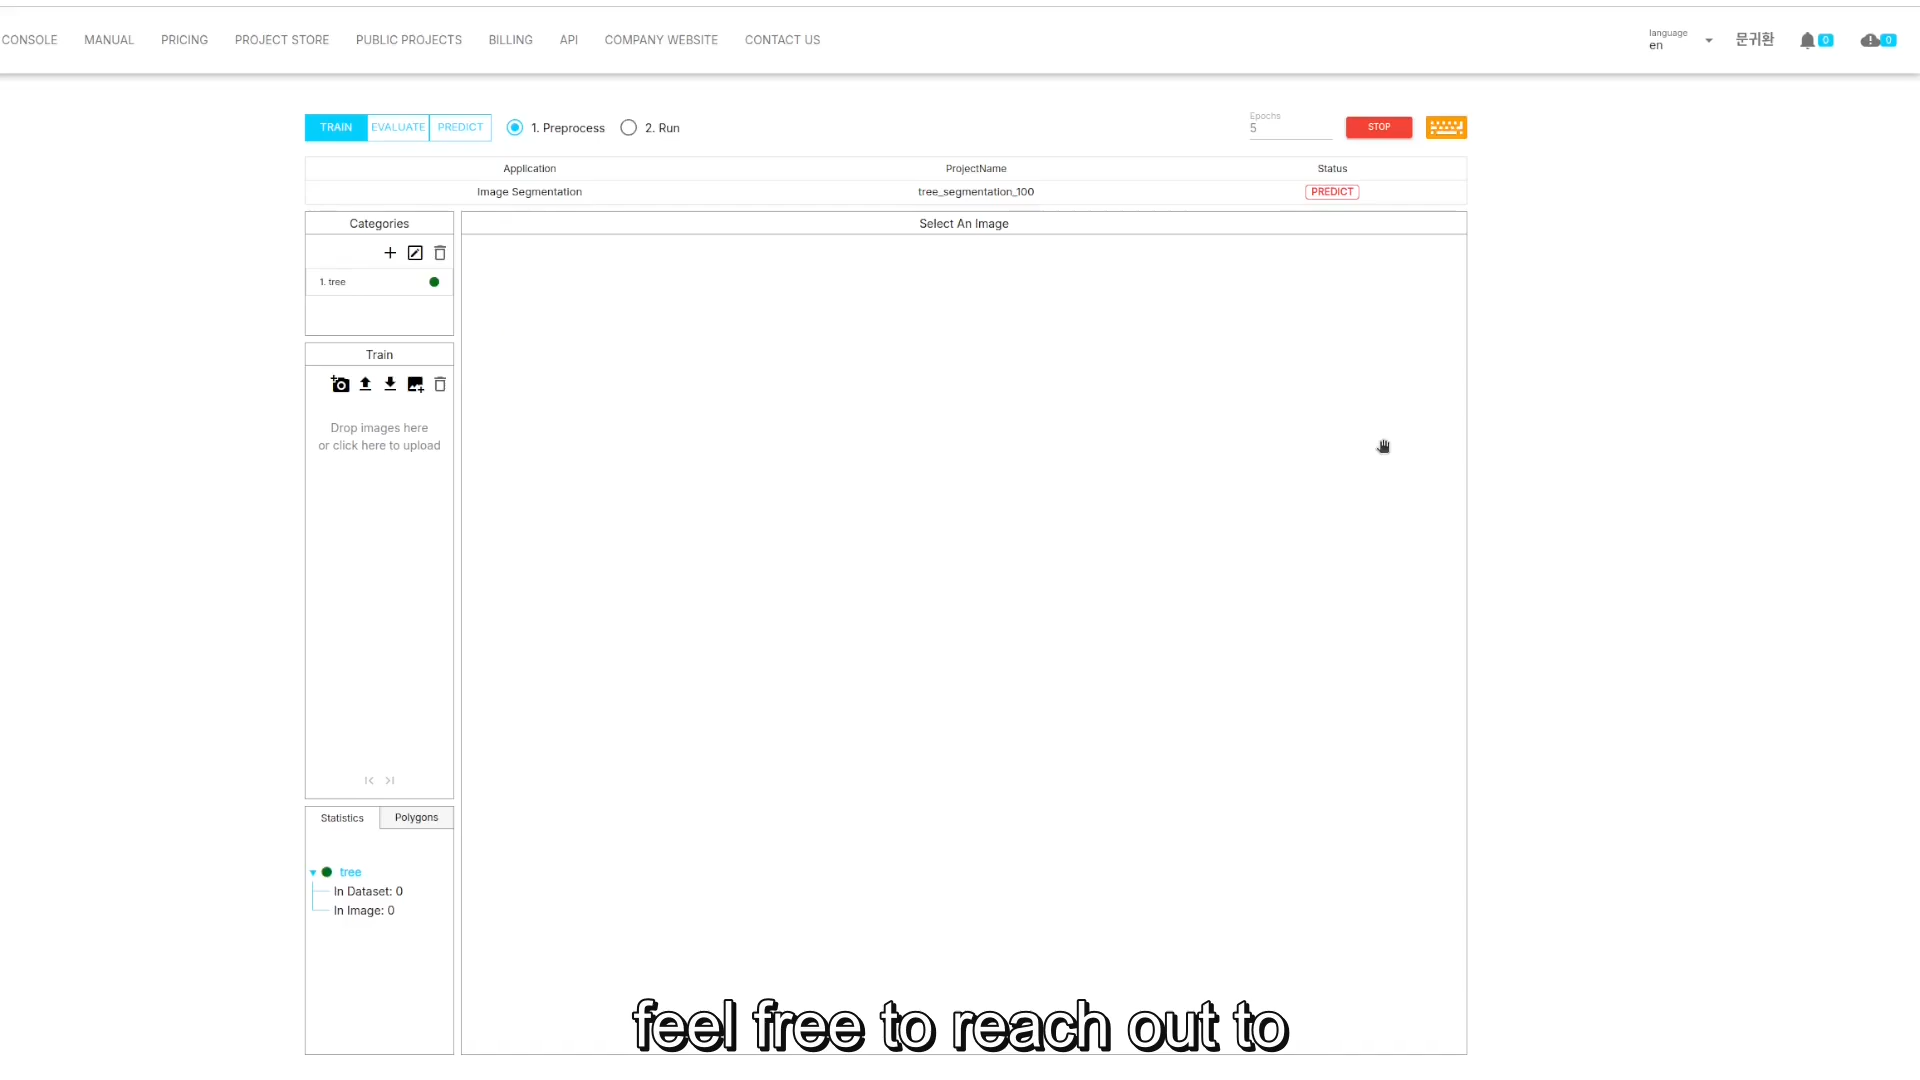 CONSOLE MANUAL PRICING PROJECT STORE PUBLIC PROJECTS BILLING API COMPANY WEBSITE CONTACT US
language
en
문귀환
0
0
TRAIN EVALUATE PREDICT 1. Preprocess 2. Run
Epochs
5
STOP
Application ProjectName Status
Image Segmentation tree_segmentation_100 PREDICT
Categories
Select An Image
1. tree
Train
Drop images here
or click here to upload
Statistics Polygons
tree
In Dataset: 0
In Image: 0
feel free to reach out to